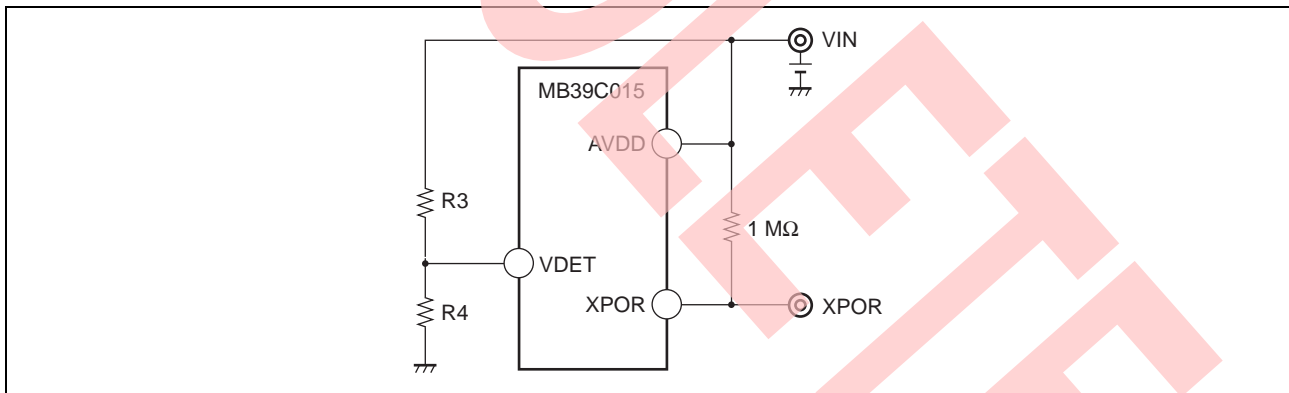 VIN
MB39C015
AVDD
R3
1 MΩ
VDET
XPOR
XPOR
R4